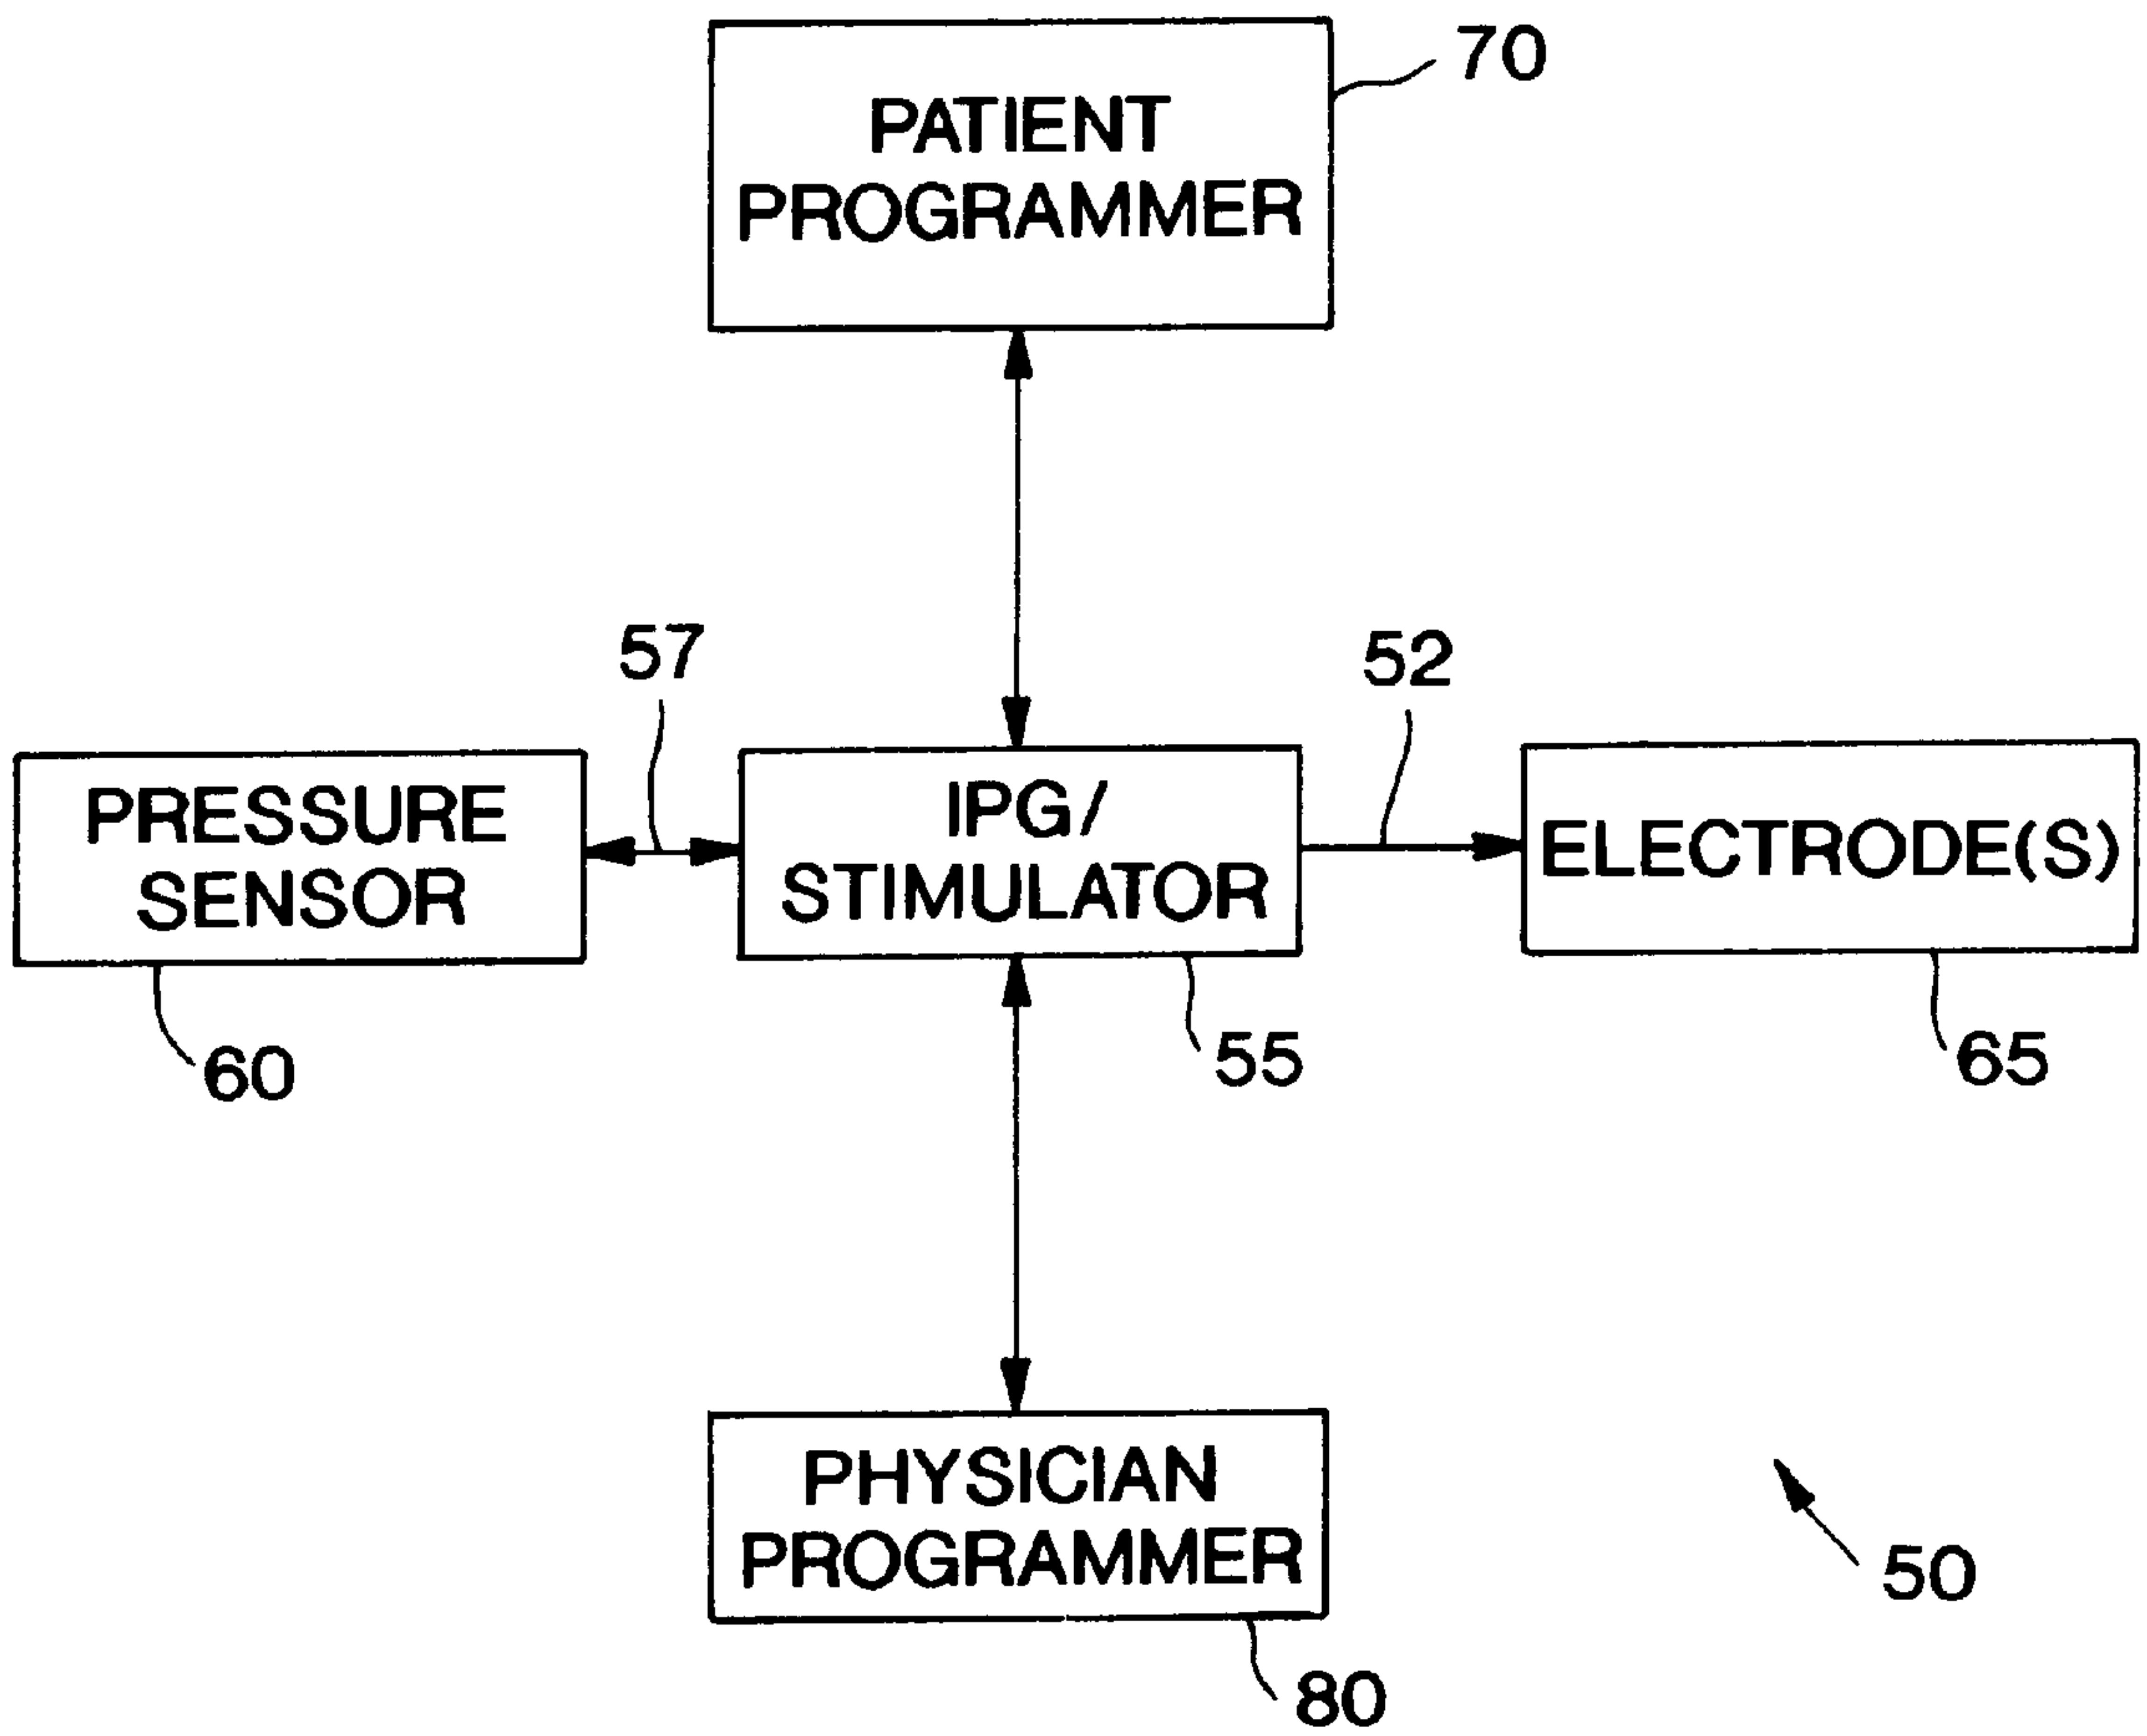 70
PATIENT
PROGRAMMER
57
52
PRESSURE
SENSOR
IPG/
STIMULATOR
ELECTRODE(S)
60
55
65
PHYSICIAN
PROGRAMMER
50
80